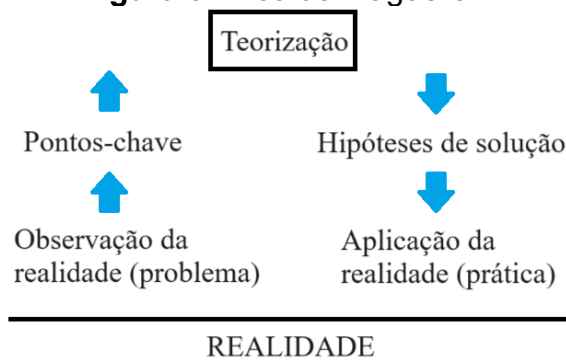 Teorização
Pontos-chave
Hipóteses de solução
Observação da
realidade (problema)
Aplicação da
realidade (prática)
REALIDADE